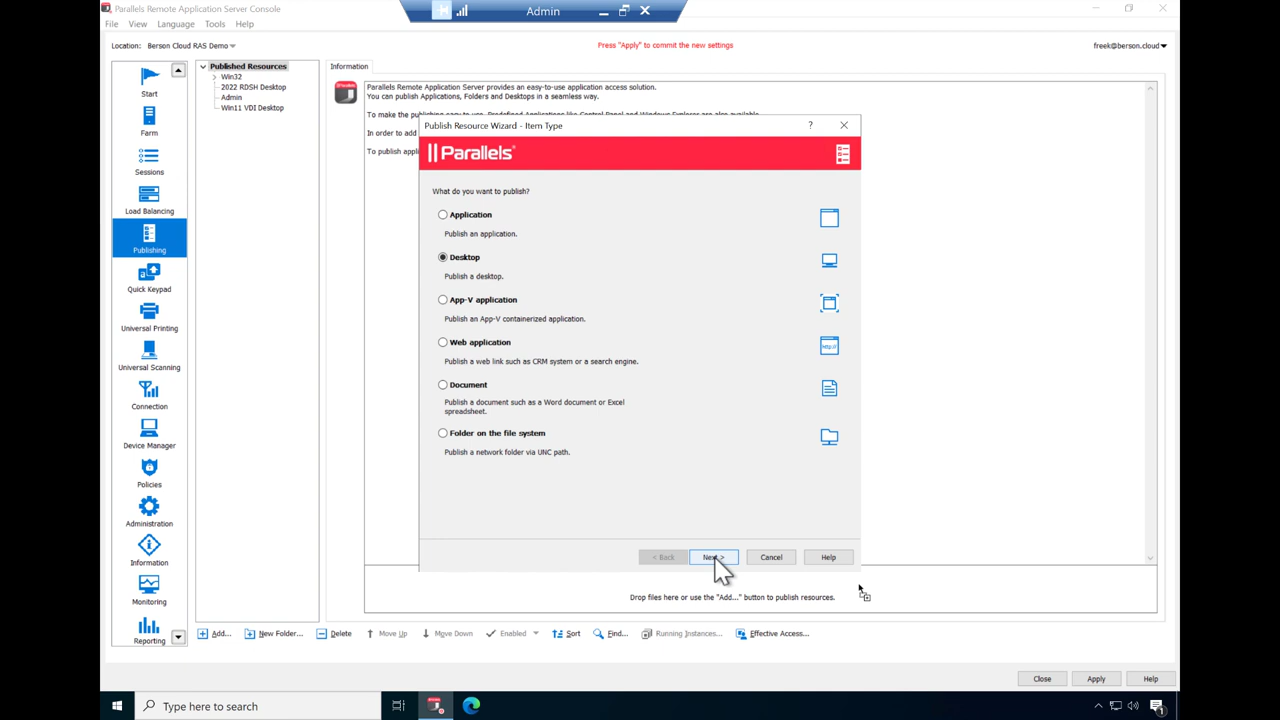 Parallels Remote Application Server Console
Admin
File View Language Tools Help
Location: Berson Cloud RAS Demo
Press "Apply" to commit the new settings
freek@berson.cloud
Start
Farm
Sessions
Load Balancing
Publishing
Quick Keypad
Universal Printing
Universal Scanning
Connection
Device Manager
Policies
Administration
Information
Monitoring
Reporting
Published Resources
Win32
2022 RDSH Desktop
Admin
Win11 VDI Desktop
Information
Parallels Remote Application Server provides an easy-to-use application access solution.
You can publish Applications, Folders and Desktops in a seamless way.
In order to add
To publish appl
Publish Resource Wizard - Item Type
?
Parallels®
What do you want to publish?
Application
Publish an application.
Desktop
Publish a desktop.
App-V application
Publish an App-V containerized application.
Web application
Publish a web link such as CRM system or a search engine.
http://
Document
Publish a document such as a Word document or Excel
spreadsheet.
Folder on the file system
Publish a network folder via UNC path.
< Back Next > Cancel Help
Drop files here or use the "Add..." button to publish resources.
Add... New Folder... Delete Move Up Move Down Enabled Sort Find... Running Instances... Effective Access...
Close Apply Help
Type here to search
1